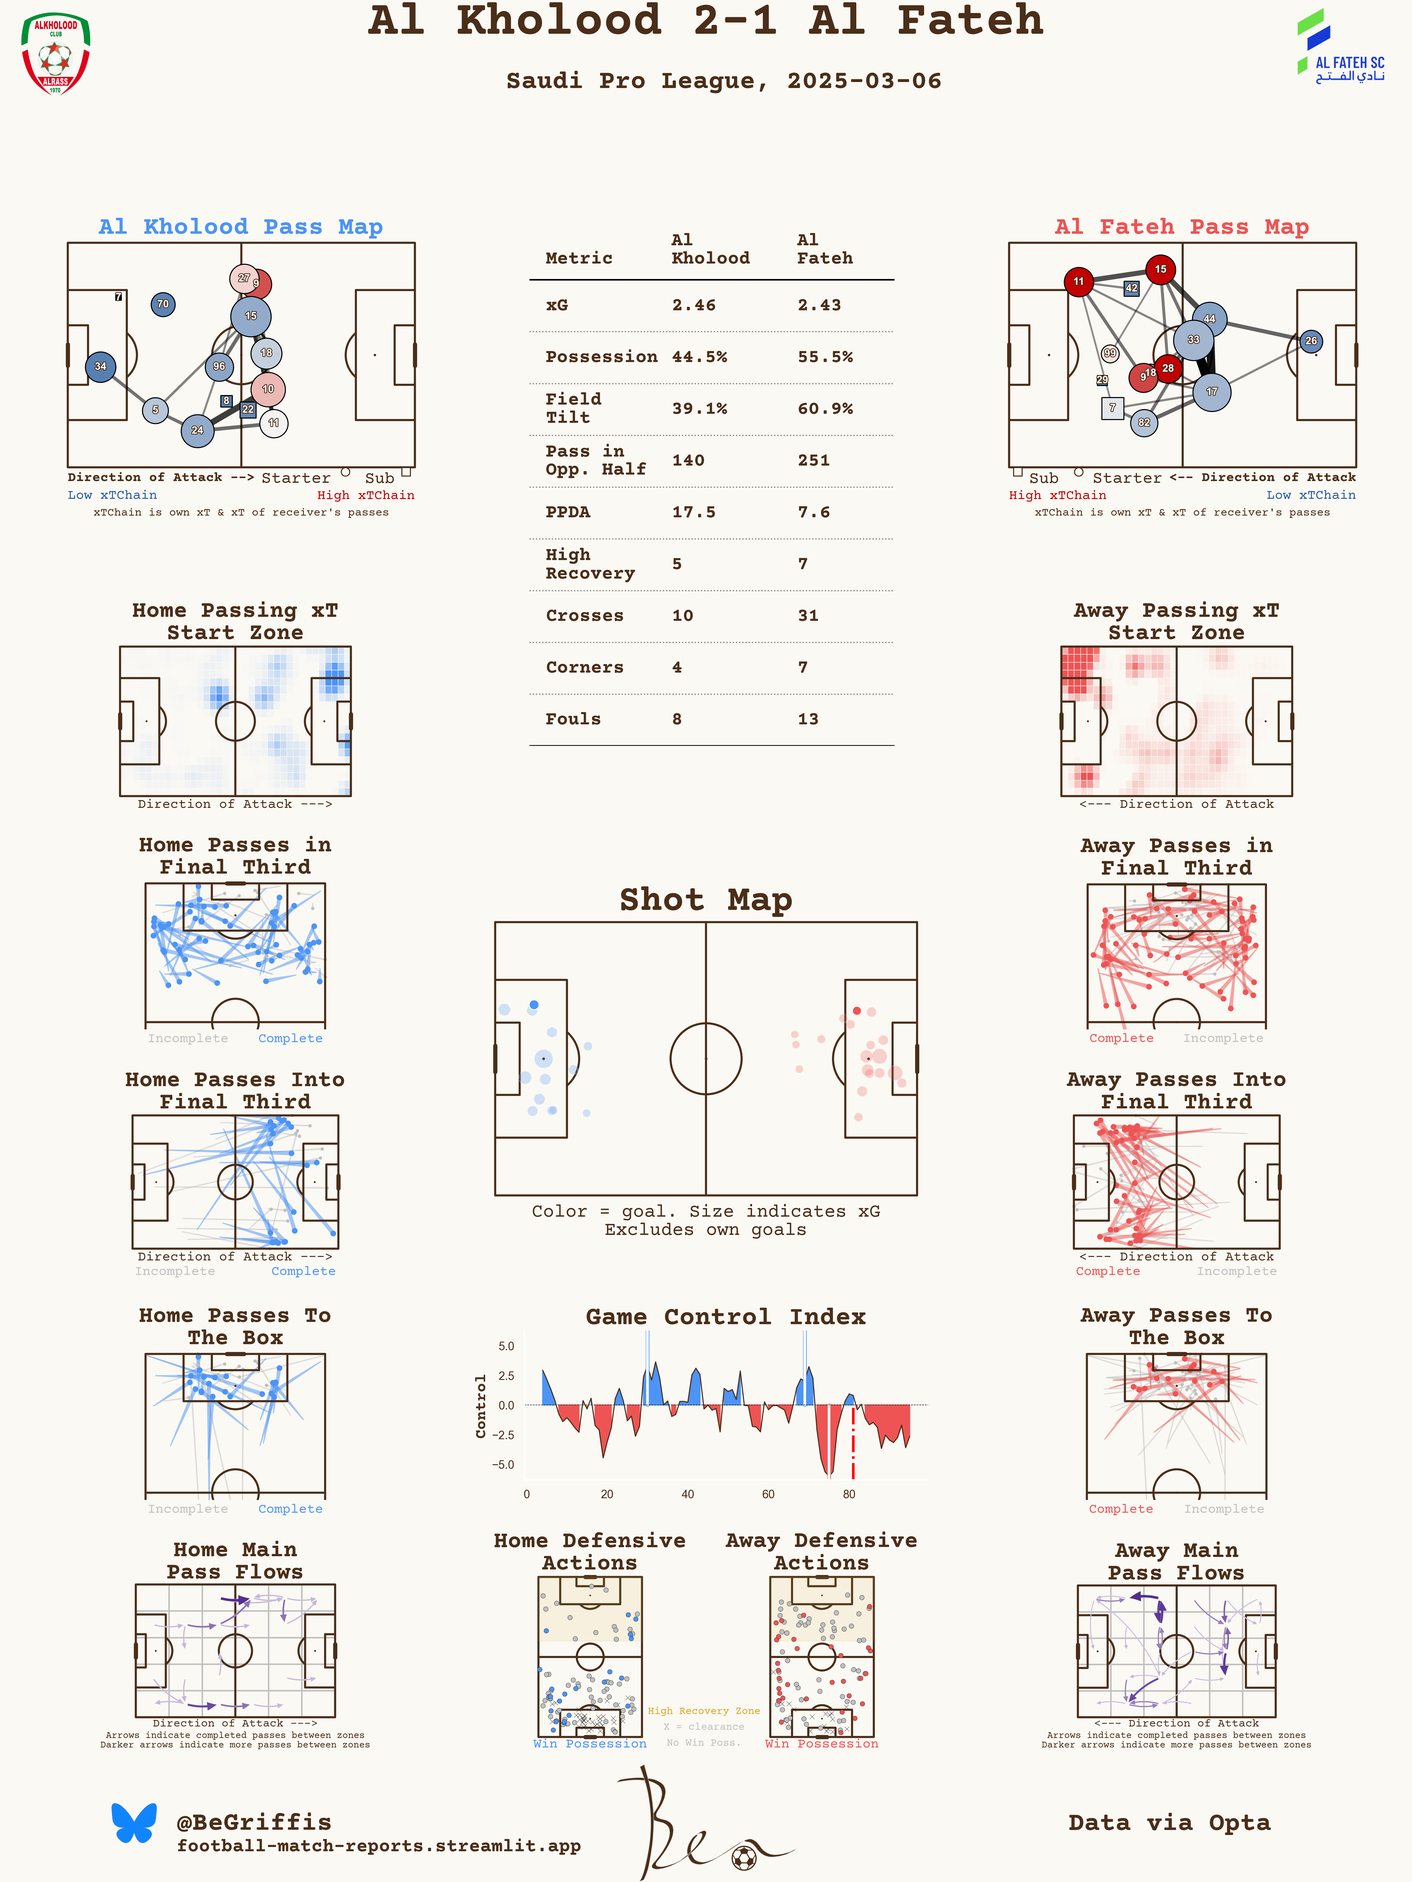 Al Kholood 2-1 Al Fateh
Saudi Pro League, 2025-03-06
ALKHOLOOD
CLUB
ALRASS
1970
AL FATEH SC
نادي الفتح
Al Kholood Pass Map
7
70
27
9
15
34
96
18
5
8
10
22
24
11
Direction of Attack --> Starter Sub
Low xTChain High xTChain
xTChain is own xT & xT of receiver's passes
Metric Al Kholood Al Fateh
xG 2.46 2.43
Possession 44.5% 55.5%
Field Tilt 39.1% 60.9%
Pass in Opp. Half 140 251
PPDA 17.5 7.6
High Recovery 5 7
Crosses 10 31
Corners 4 7
Fouls 8 13
Al Fateh Pass Map
11
15
42
44
33
26
99
9
18
28
29
7
17
82
Sub Starter <-- Direction of Attack
High xTChain Low xTChain
xTChain is own xT & xT of receiver's passes
Home Passing xT
Start Zone
Direction of Attack --->
Away Passing xT
Start Zone
<--- Direction of Attack
Home Passes in
Final Third
Incomplete Complete
Away Passes in
Final Third
Complete Incomplete
Shot Map
Color = goal. Size indicates xG
Excludes own goals
Home Passes Into
Final Third
Direction of Attack --->
Incomplete Complete
Away Passes Into
Final Third
<--- Direction of Attack
Complete Incomplete
Home Passes To
The Box
Incomplete Complete
Game Control Index
Control
5.0
2.5
0.0
−2.5
−5.0
0 20 40 60 80
Away Passes To
The Box
Complete Incomplete
Home Main
Pass Flows
Direction of Attack --->
Arrows indicate completed passes between zones
Darker arrows indicate more passes between zones
Home Defensive
Actions
Win Possession
High Recovery Zone
X = clearance
No Win Poss.
Away Defensive
Actions
Win Possession
Away Main
Pass Flows
<--- Direction of Attack
Arrows indicate completed passes between zones
Darker arrows indicate more passes between zones
@BeGriffis
football-match-reports.streamlit.app
Ben
Data via Opta